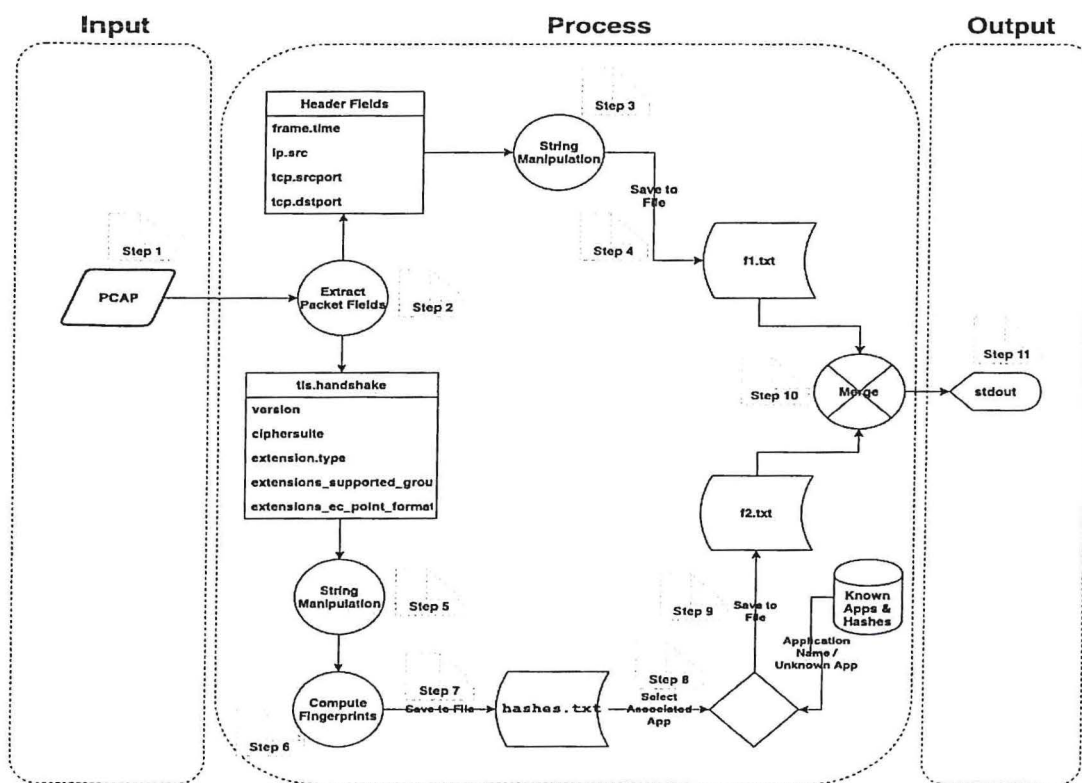 Input
Process
Output
Header Fields
frame.time
ip.src
tcp.srcport
tcp.dstport
Step 3
String
Manipulation
Save to
File
Step 4
f1.txt
Step 1
PCAP
Extract
Packet Fields
Step 2
tls.handshake
version
ciphersuite
extension.type
extensions_supported_grou
extensions_ec_point_format
Step 10
Merge
Step 11
stdout
f2.txt
String
Manipulation
Step 5
Step 9
Save to
File
Known
Apps &
Hashes
Application
Name /
Unknown App
Compute
Fingerprints
Step 6
Step 7
Save to File
hashes.txt
Step 8
Select
Associated
App